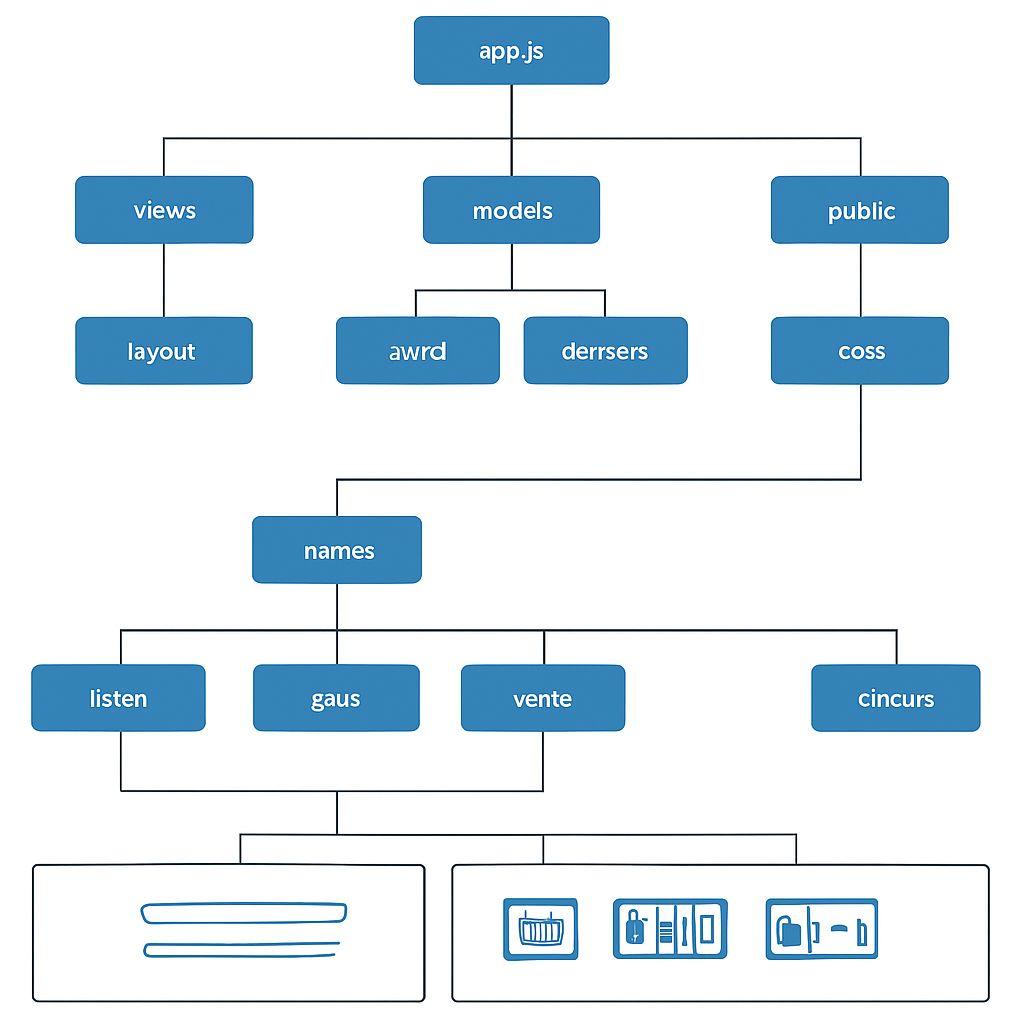 app.js
views
models
public
layout
awrd
derrsers
coss
names
listen
gaus
vente
cincurs